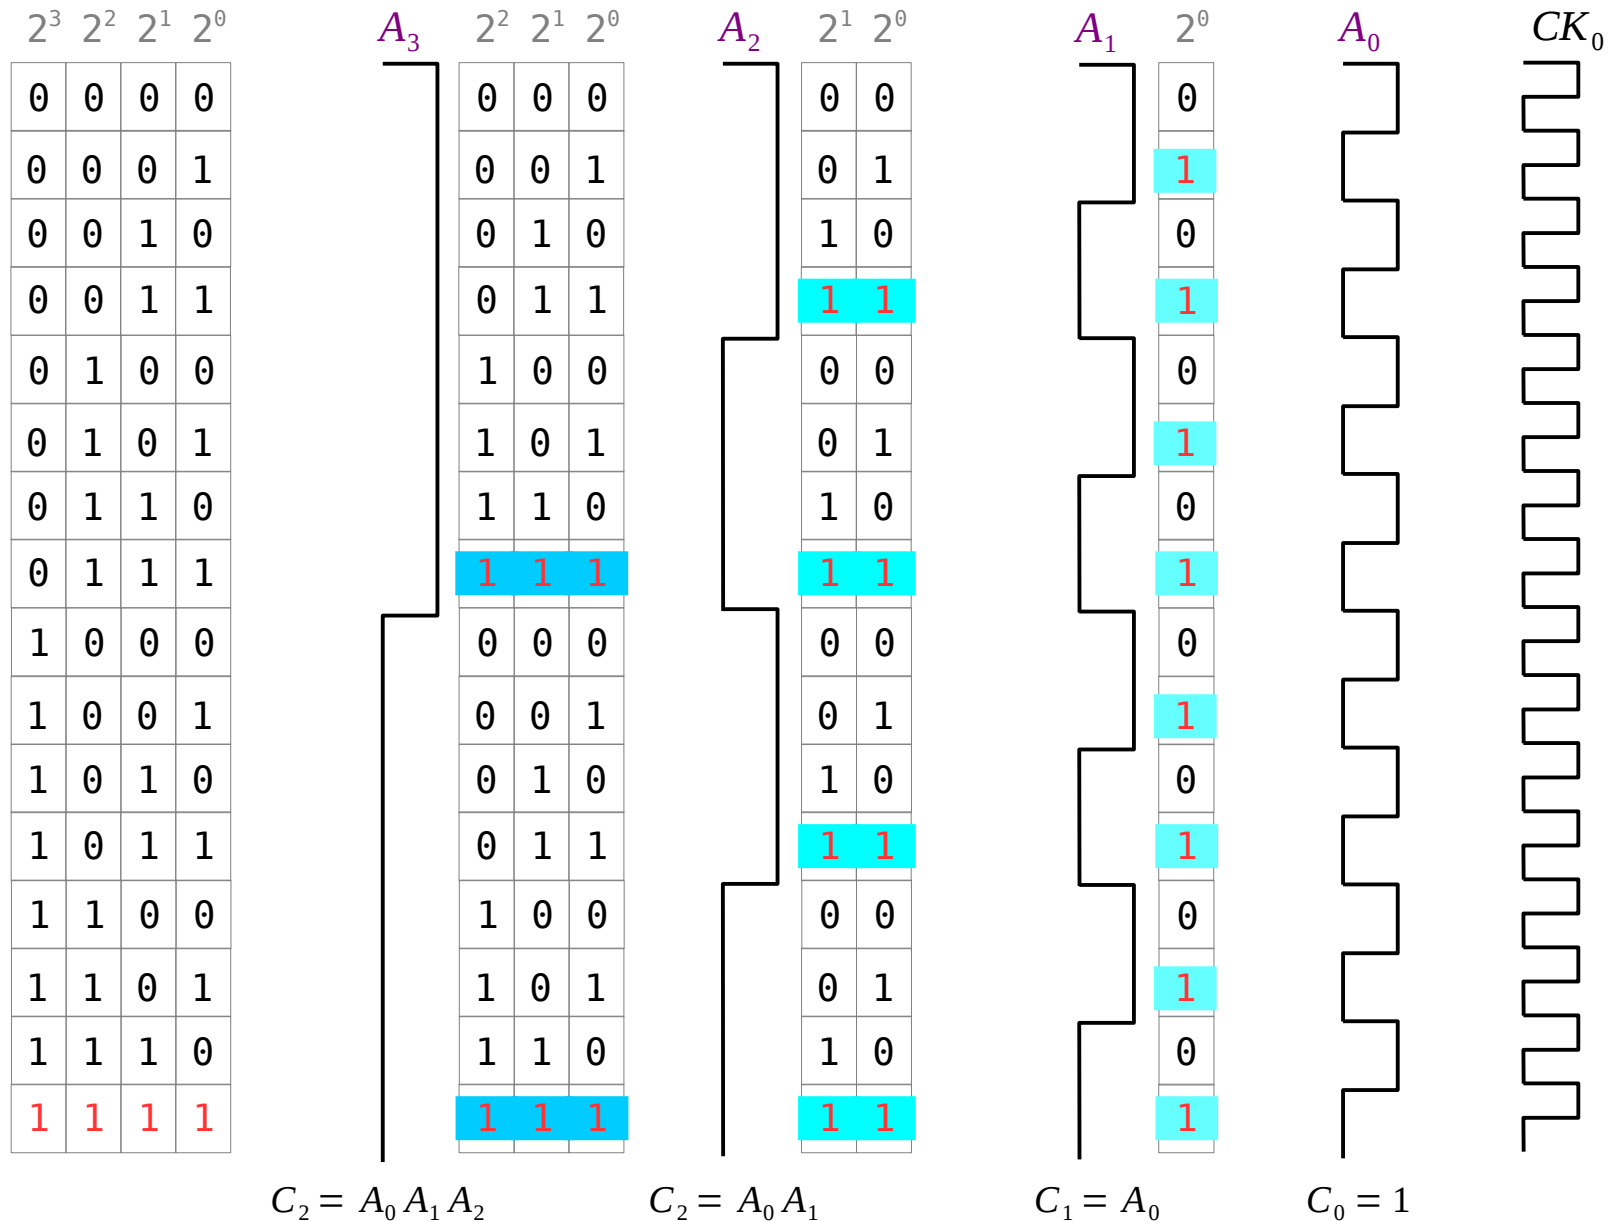 2³ 2² 2¹ 2⁰ A₃ 2² 2¹ 2⁰ A₂ 2¹ 2⁰ A₁ 2⁰ A₀ CK₀
0 0 0 0 0 0 0 0 0 0
0 0 0 1 0 0 1 0 1 1
0 0 1 0 0 1 0 1 0 0
0 0 1 1 0 1 1 1 1 1
0 1 0 0 1 0 0 0 0 0
0 1 0 1 1 0 1 0 1 1
0 1 1 0 1 1 0 1 0 0
0 1 1 1 1 1 1 1 1 1
1 0 0 0 0 0 0 0 0 0
1 0 0 1 0 0 1 0 1 1
1 0 1 0 0 1 0 1 0 0
1 0 1 1 0 1 1 1 1 1
1 1 0 0 1 0 0 0 0 0
1 1 0 1 1 0 1 0 1 1
1 1 1 0 1 1 0 1 0 0
1 1 1 1 1 1 1 1 1 1
C₂ = A₀ A₁ A₂ C₂ = A₀ A₁ C₁ = A₀ C₀ = 1